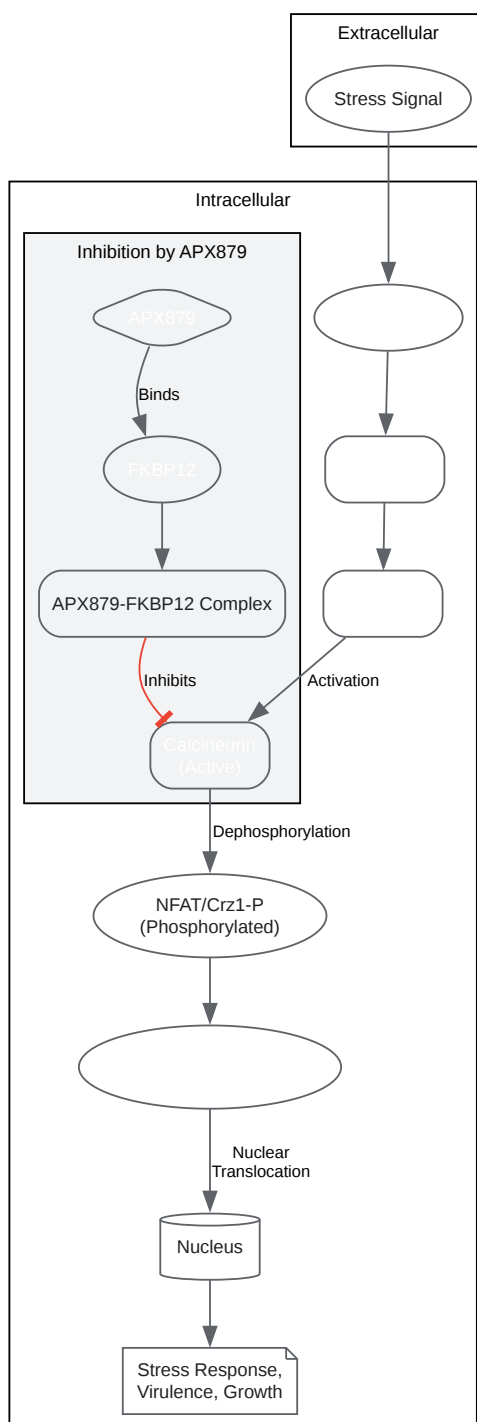 Extracellular
Stress Signal
Intracellular
Inhibition by APX879
APX879
Binds
FKBP12
APX879-FKBP12 Complex
Inhibits
Activation
Calcineurin
(Active)
Dephosphorylation
NFAT/Crz1-P
(Phosphorylated)
Nuclear
Translocation
Nucleus
Stress Response,
Virulence, Growth